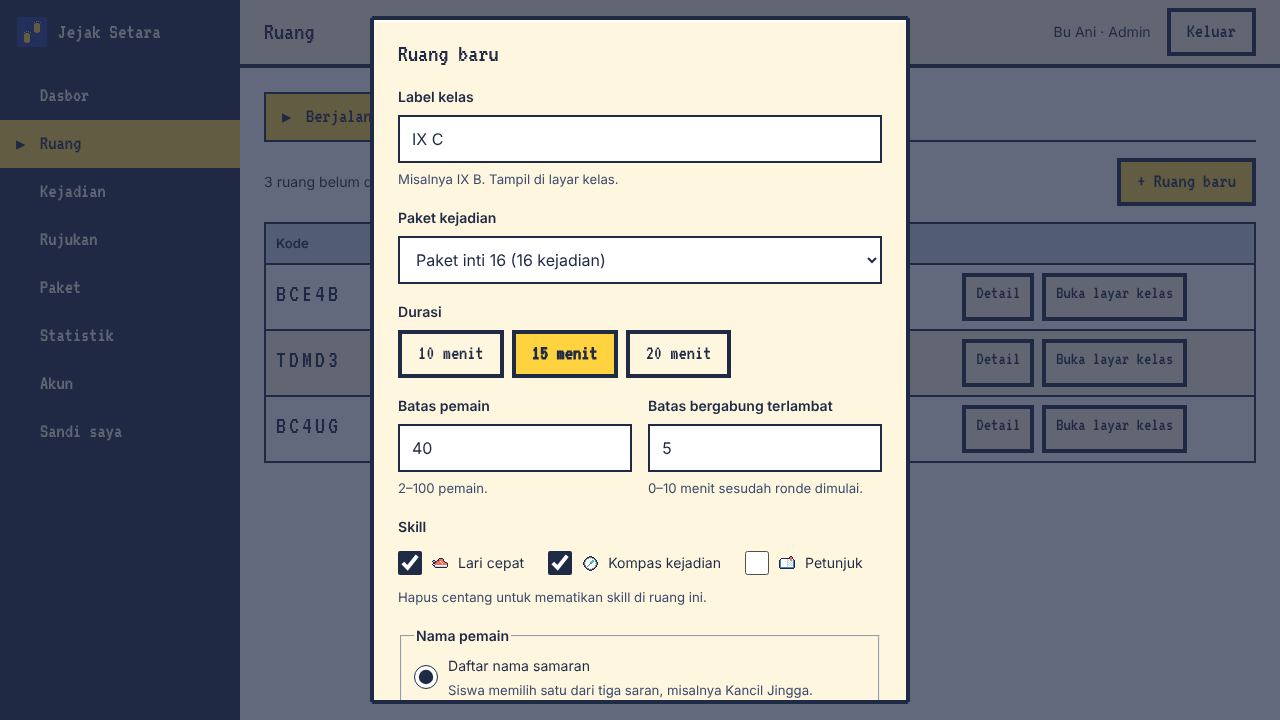 Jejak Setara
Ruang
Bu Ani · Admin
Keluar
Dasbor
Ruang
Kejadian
Rujukan
Paket
Statistik
Akun
Sandi saya
▶ Berjalan
3 ruang belum
+ Ruang baru
Kode
BCE4B
Detail
Buka layar kelas
TDMD3
Detail
Buka layar kelas
BC4UG
Detail
Buka layar kelas
Ruang baru
Label kelas
IX C
Misalnya IX B. Tampil di layar kelas.
Paket kejadian
Paket inti 16 (16 kejadian)
Durasi
10 menit
15 menit
20 menit
Batas pemain
Batas bergabung terlambat
40
5
2–100 pemain.
0–10 menit sesudah ronde dimulai.
Skill
Lari cepat
Kompas kejadian
Petunjuk
Hapus centang untuk mematikan skill di ruang ini.
Nama pemain
Daftar nama samaran
Siswa memilih satu dari tiga saran, misalnya Kancil Jingga.